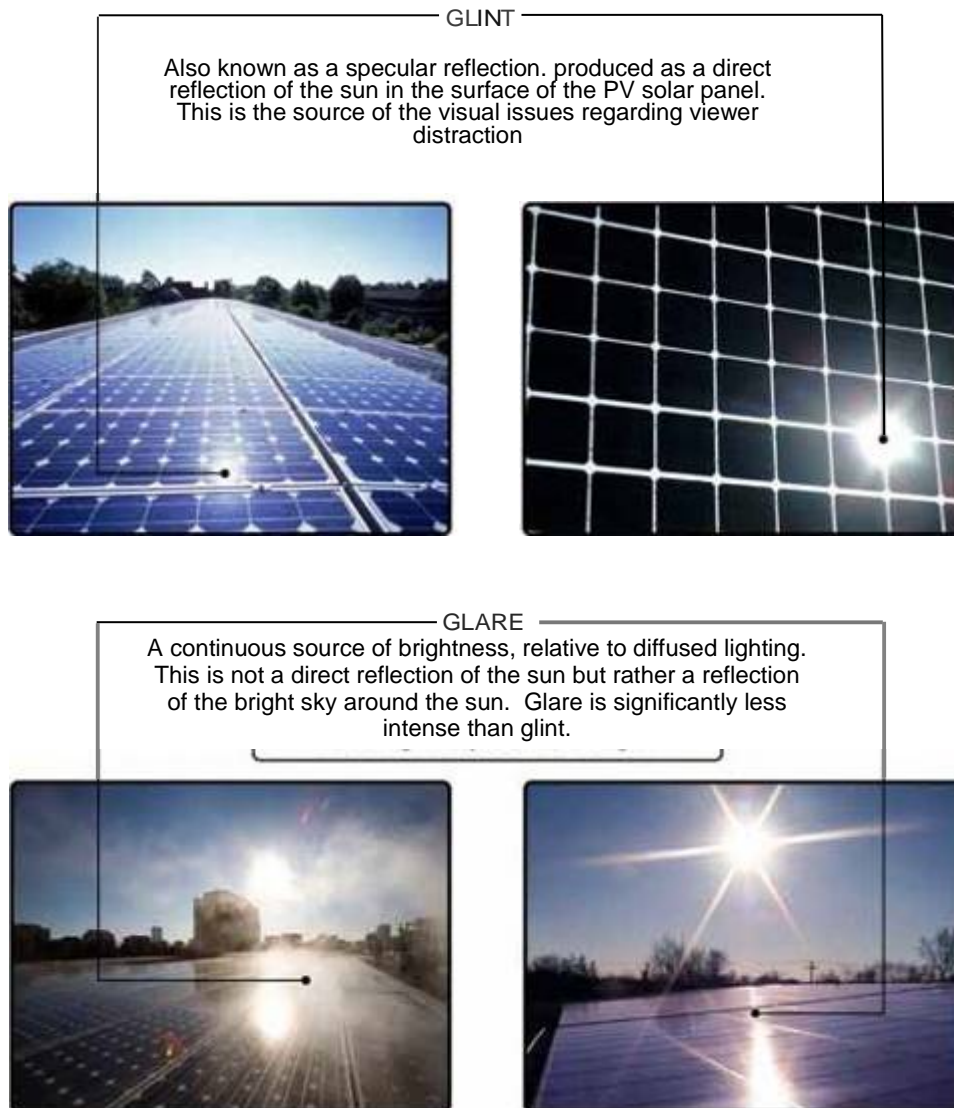 GLINT
Also known as a specular reflection. produced as a direct
reflection of the sun in the surface of the PV solar panel.
This is the source of the visual issues regarding viewer
distraction
GLARE
A continuous source of brightness, relative to diffused lighting.
This is not a direct reflection of the sun but rather a reflection
of the bright sky around the sun. Glare is significantly less
intense than glint.